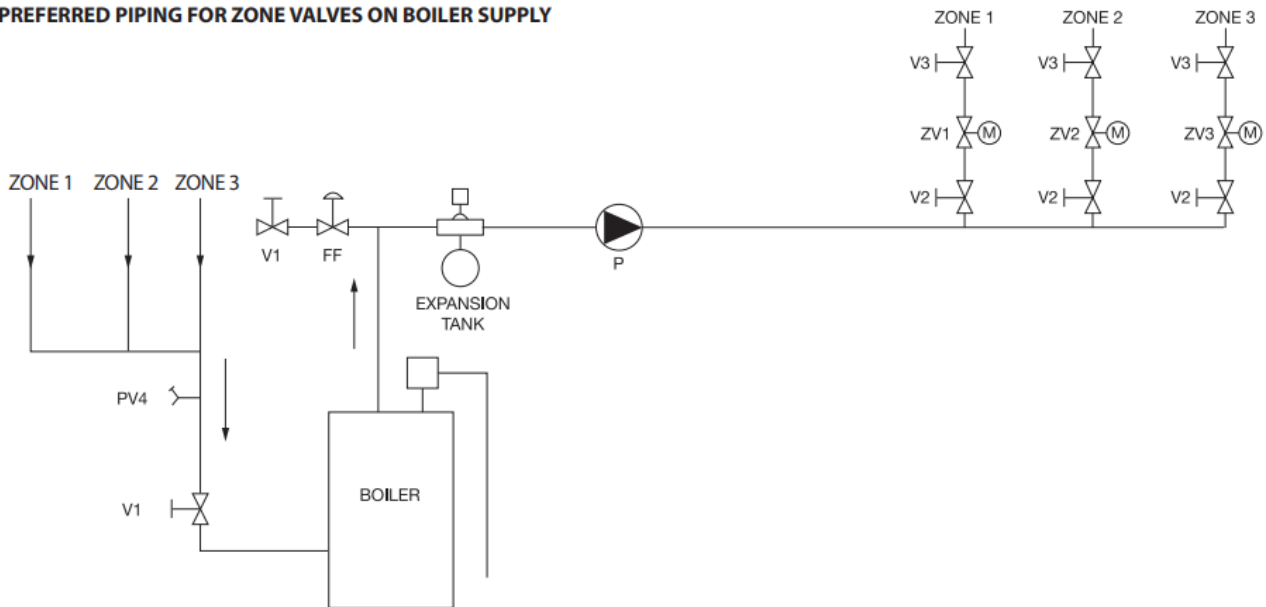 PREFERRED PIPING FOR ZONE VALVES ON BOILER SUPPLY
ZONE 1 ZONE 2 ZONE 3
V3 V3 V3
ZV1 M ZV2 M ZV3 M
V2 V2 V2
ZONE 1 ZONE 2 ZONE 3
V1 FF
P
EXPANSION
TANK
PV4
V1
BOILER